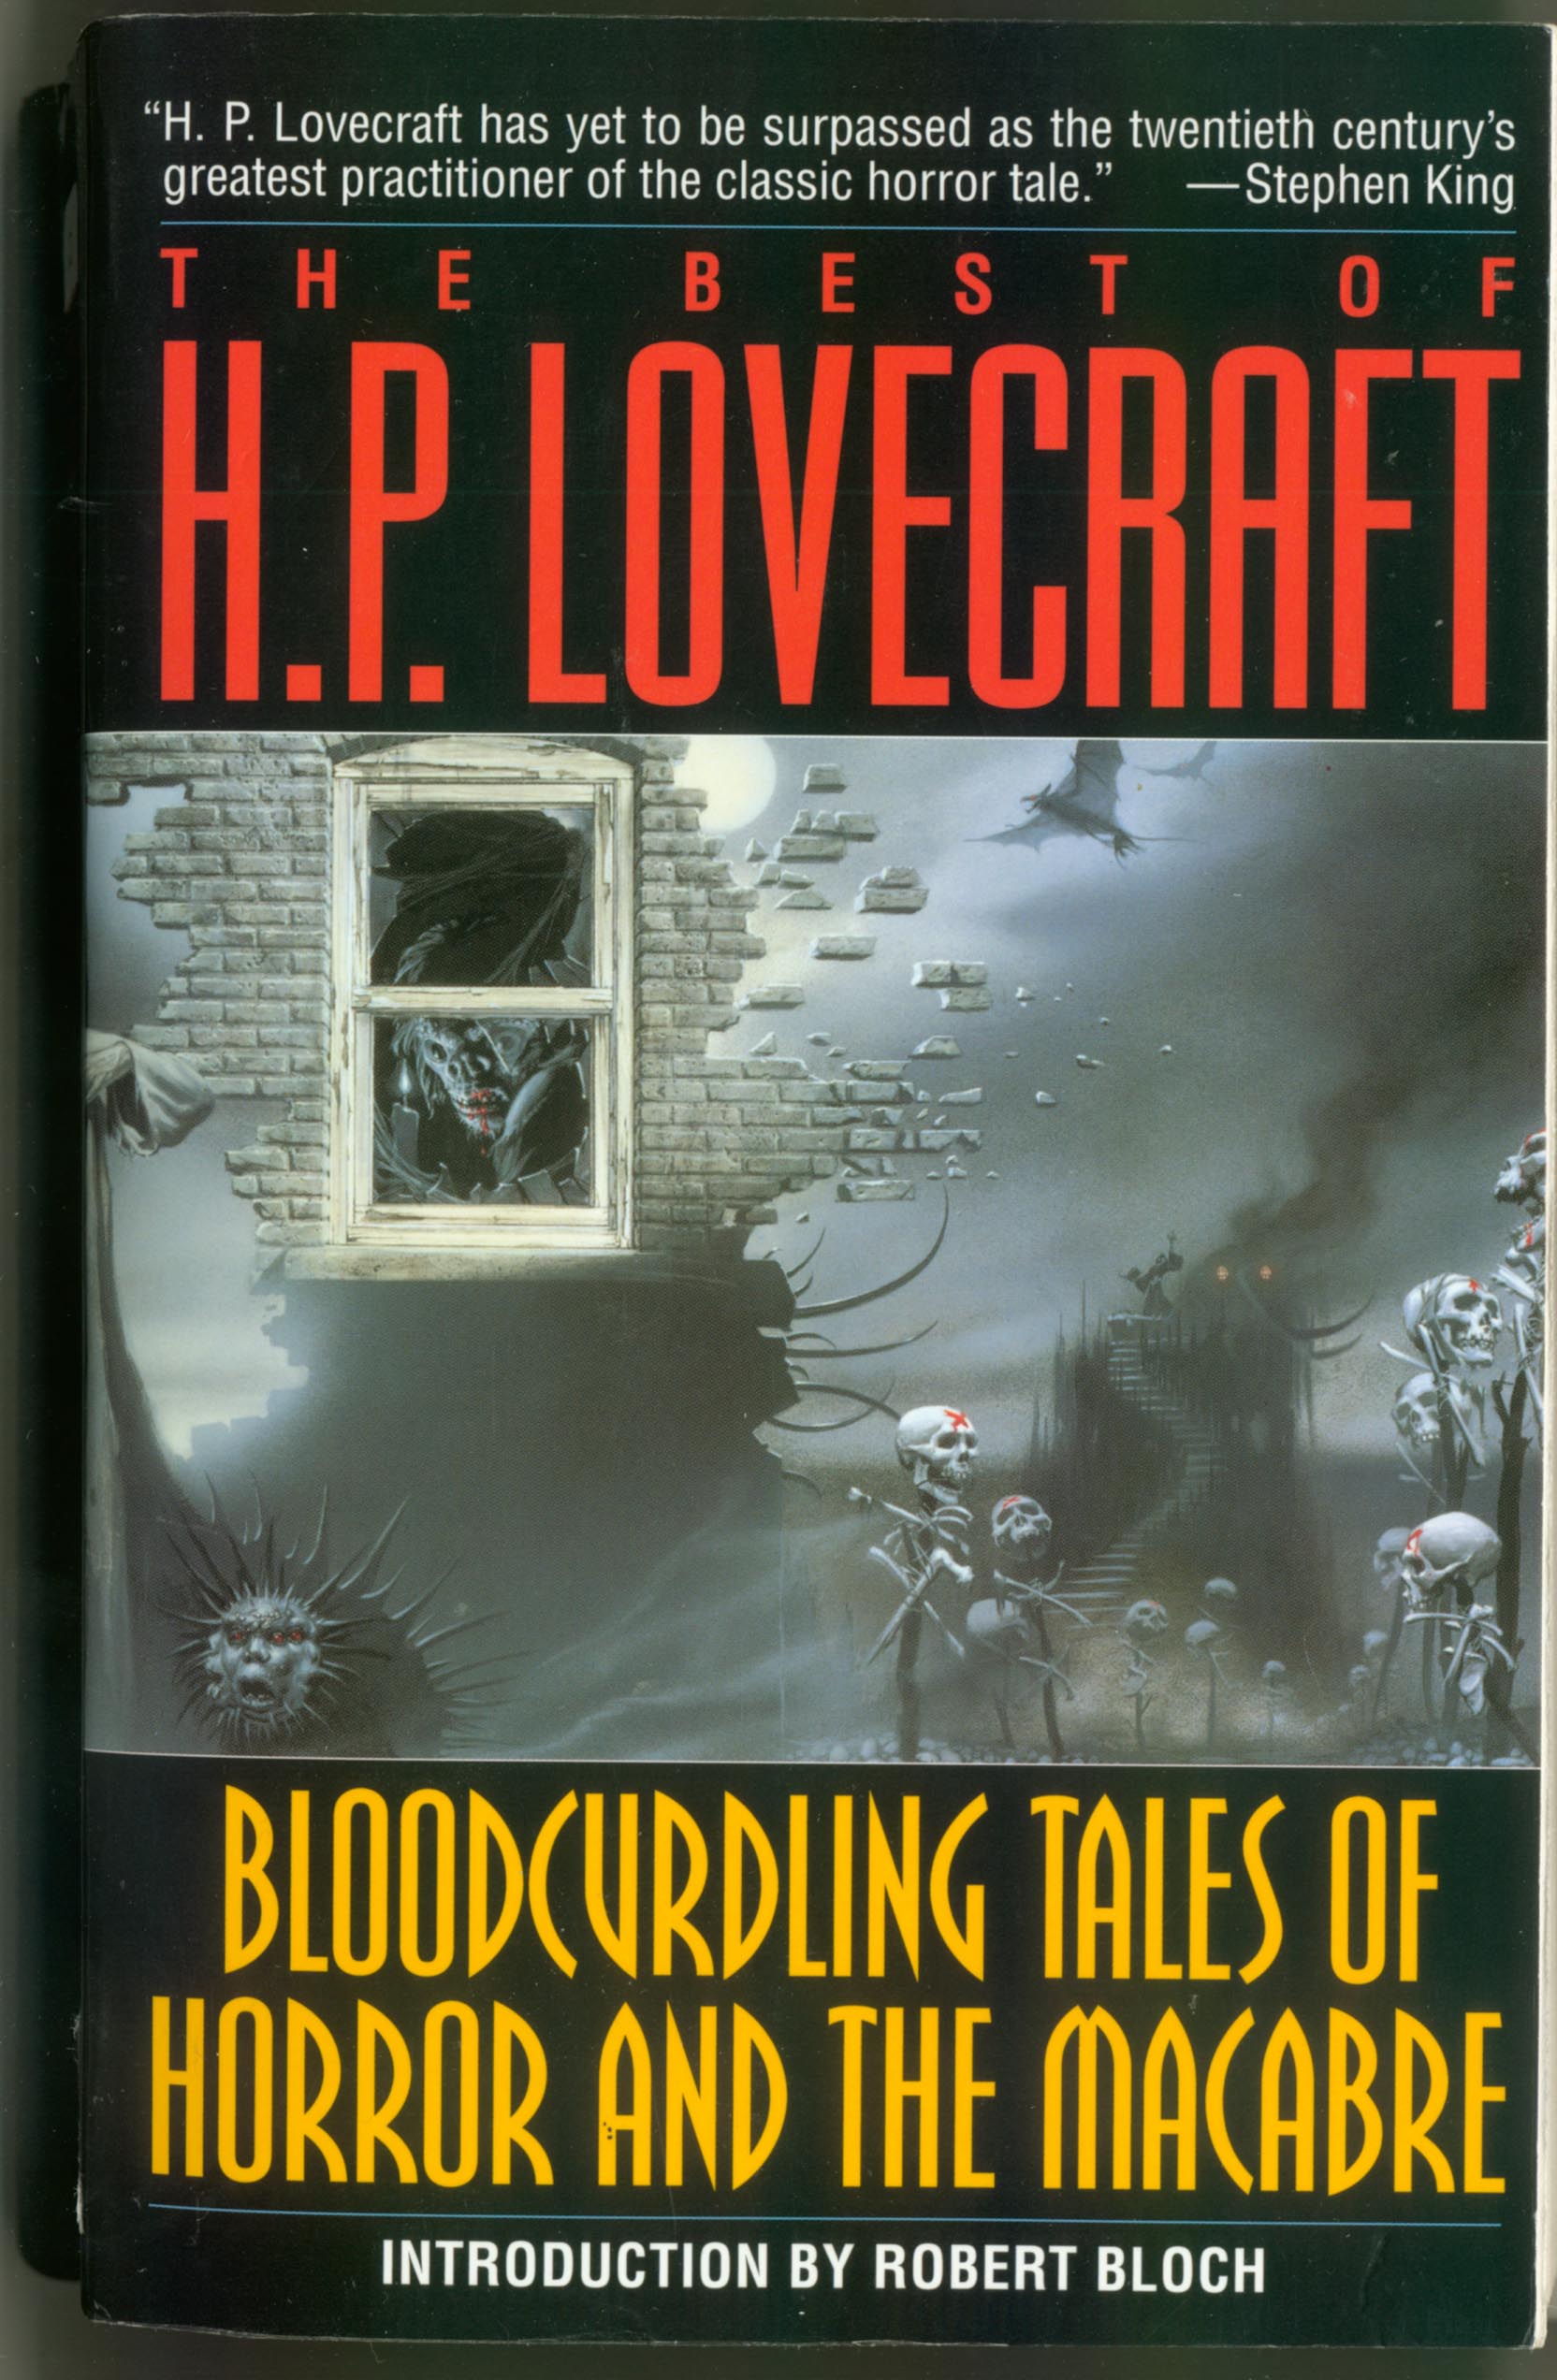 “H. P. Lovecraft has yet to be surpassed as the twentieth century’s
greatest practitioner of the classic horror tale.” —Stephen King
THE BEST OF
H.P. LOVECRAFT
BLOODCURDLING TALES OF
HORROR AND THE MACABRE
INTRODUCTION BY ROBERT BLOCH